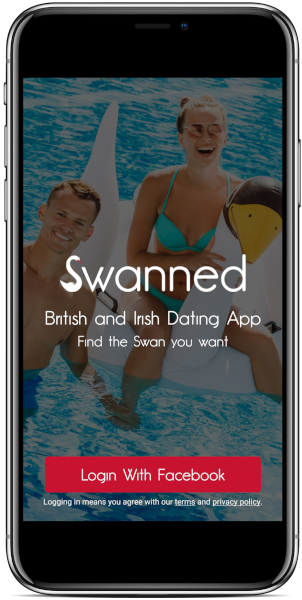 Swanned
British and Irish Dating App
Find the Swan you want
Login With Facebook
Logging in means you agree with our terms and privacy policy.